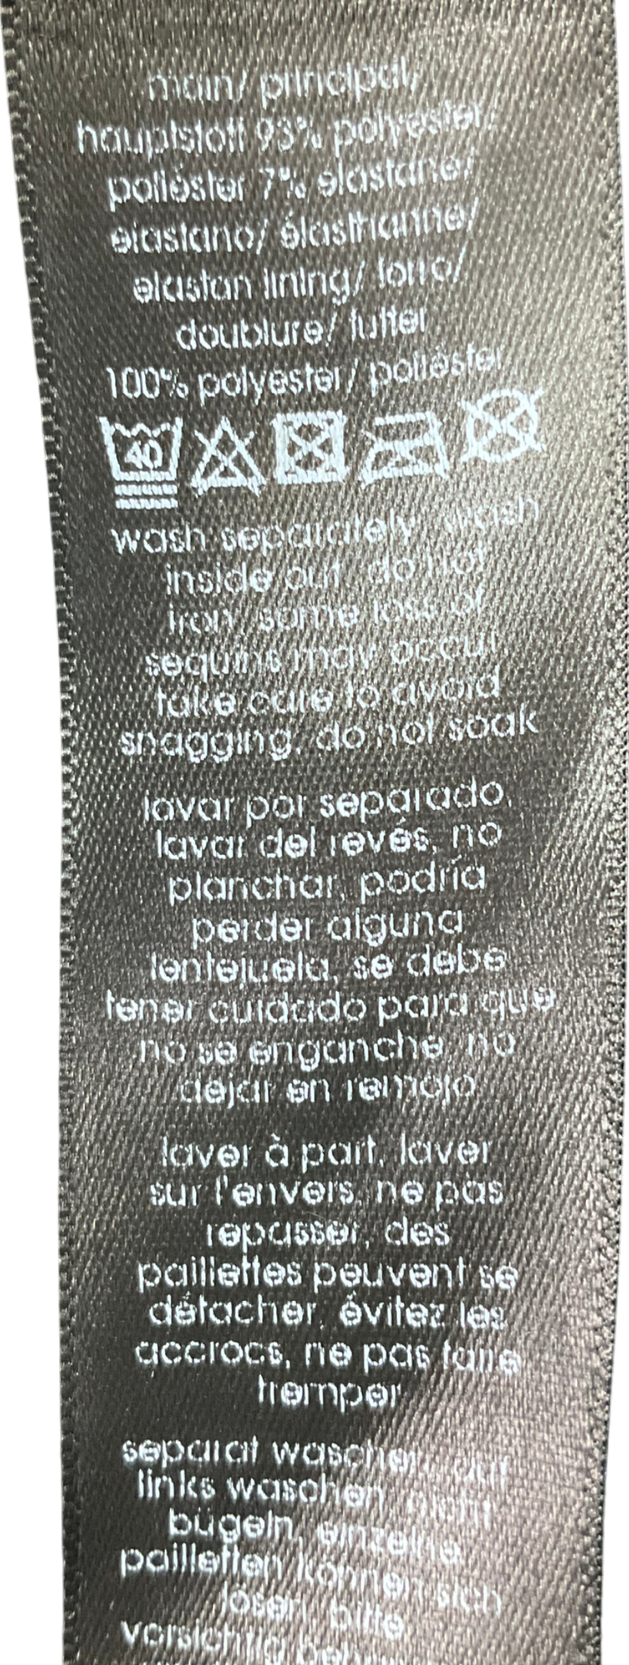 main/ principal/
hauptstoff 93% polyester/
poliéster 7% elastane/
elastano/ élasthanne/
elastan lining/ forro/
doublure/ futter
100% polyester/ poliéster
40
wash separately, wash
inside out, do not
iron, some loss of
sequins may occur
take care to avoid
snagging, do not soak
lavar por separado,
lavar del revés, no
planchar, podría
perder alguna
lentejuela, se debe
tener cuidado para que
no se enganche, no
dejar en remojo
laver à part, laver
sur l'envers, ne pas
repasser, des
paillettes peuvent se
détacher, évitez les
accrocs, ne pas faire
tremper
separat waschen, auf
links waschen, nicht
bügeln, einzelne
pailletten können sich
lösen, bitte
vorsichtig